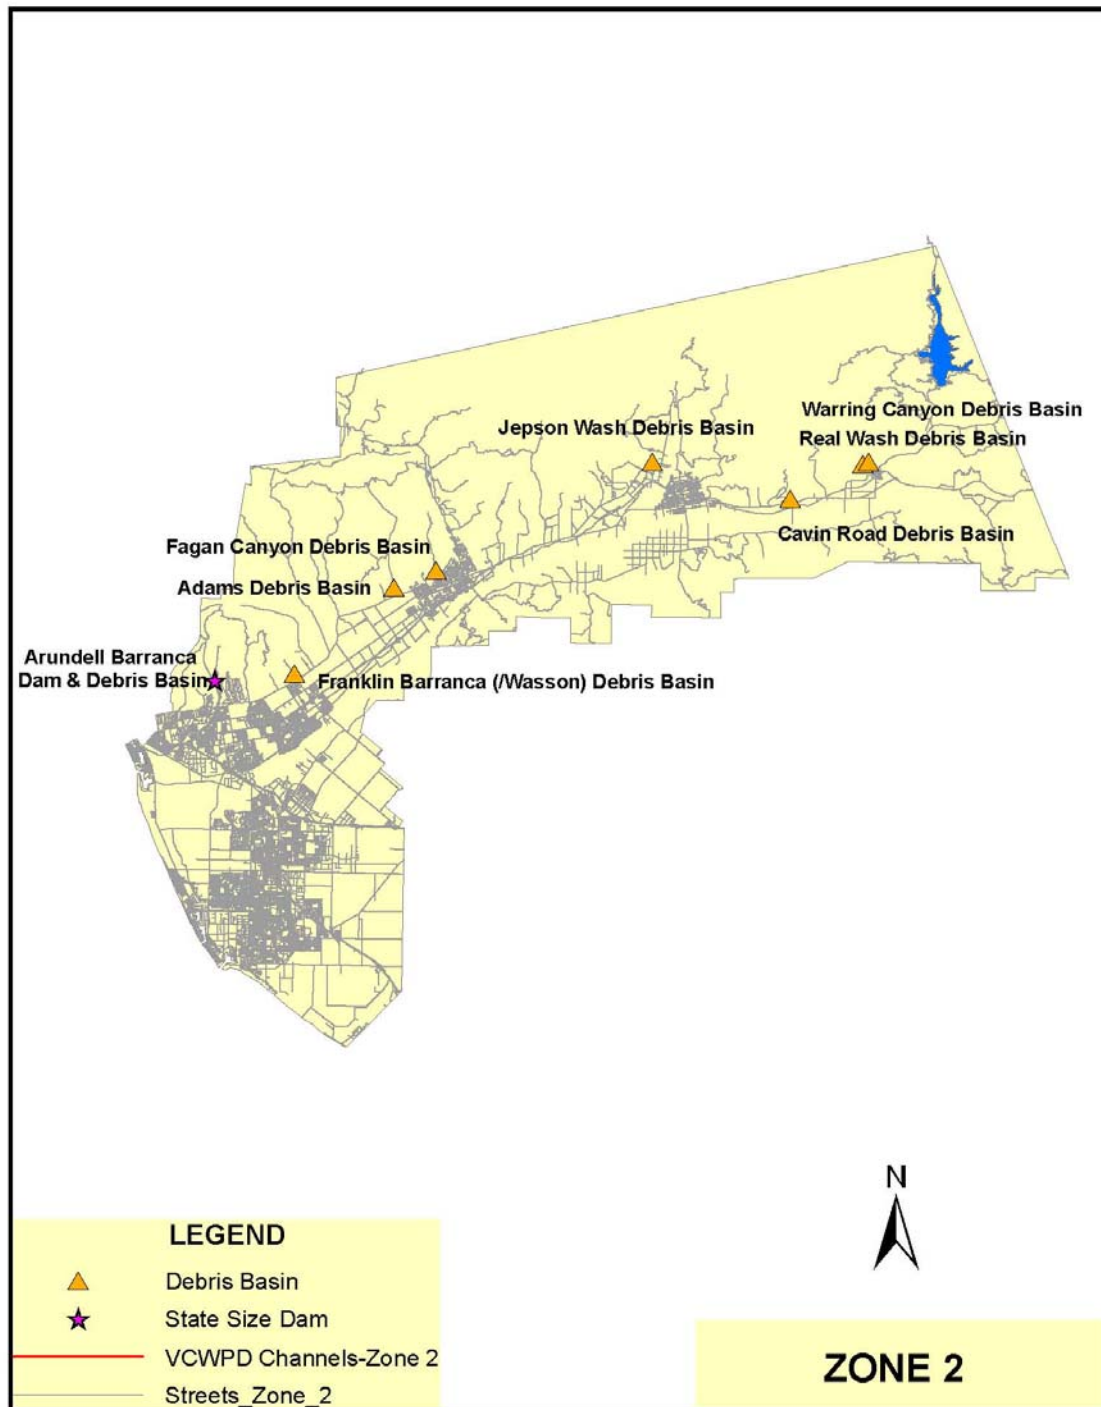 Warring Canyon Debris Basin
Jepson Wash Debris Basin
Real Wash Debris Basin
Cavin Road Debris Basin
Fagan Canyon Debris Basin
Adams Debris Basin
Arundell Barranca
Dam & Debris Basin
Franklin Barranca (/Wasson) Debris Basin
N
LEGEND
Debris Basin
State Size Dam
VCWPD Channels-Zone 2
Streets_Zone_2
ZONE 2